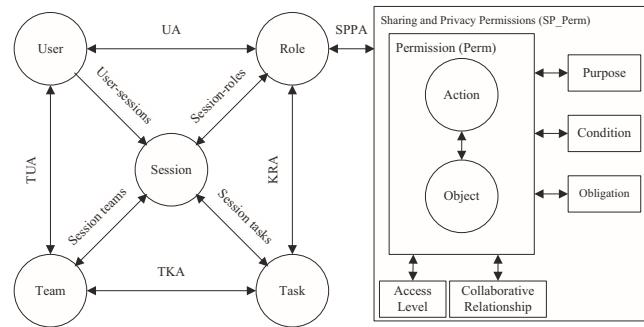 Sharing and Privacy Permissions (SP_Perm)
UA
SPPA
User
Role
Permission (Perm)
Purpose
Action
User-sessions
Session-roles
Condition
TUA
Session
KRA
Object
Obligation
Session teams
Session tasks
TKA
Team
Task
Access
Level
Collaborative
Relationship